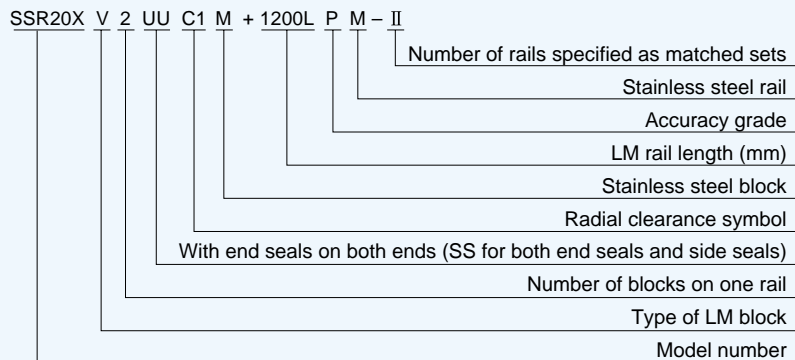 SSR20X V 2 UU C1 M + 1200L P M – Ⅱ
Number of rails specified as matched sets
Stainless steel rail
Accuracy grade
LM rail length (mm)
Stainless steel block
Radial clearance symbol
With end seals on both ends (SS for both end seals and side seals)
Number of blocks on one rail
Type of LM block
Model number